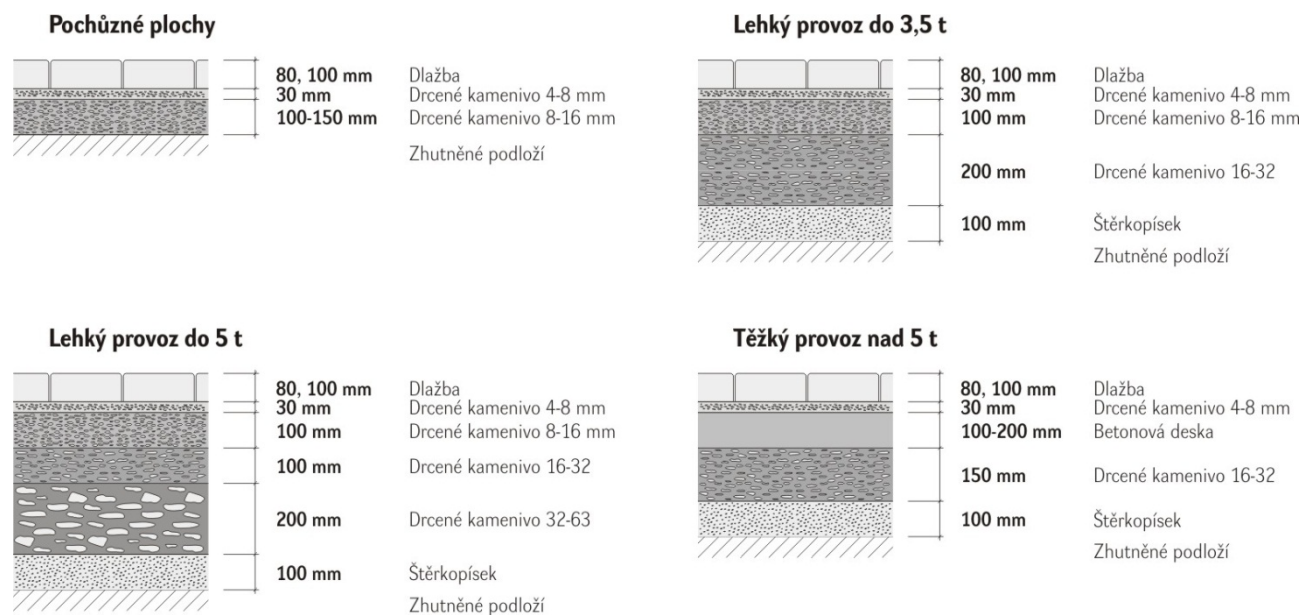 Pochůzné plochy
80, 100 mm Dlažba
30 mm Drcené kamenivo 4-8 mm
100-150 mm Drcené kamenivo 8-16 mm
Zhutněné podloží
Lehký provoz do 3,5 t
80, 100 mm Dlažba
30 mm Drcené kamenivo 4-8 mm
100 mm Drcené kamenivo 8-16 mm
200 mm Drcené kamenivo 16-32
100 mm Štěrkopísek
Zhutněné podloží
Lehký provoz do 5 t
80, 100 mm Dlažba
30 mm Drcené kamenivo 4-8 mm
100 mm Drcené kamenivo 8-16 mm
100 mm Drcené kamenivo 16-32
200 mm Drcené kamenivo 32-63
100 mm Štěrkopísek
Zhutněné podloží
Těžký provoz nad 5 t
80, 100 mm Dlažba
30 mm Drcené kamenivo 4-8 mm
100-200 mm Betonová deska
150 mm Drcené kamenivo 16-32
100 mm Štěrkopísek
Zhutněné podloží